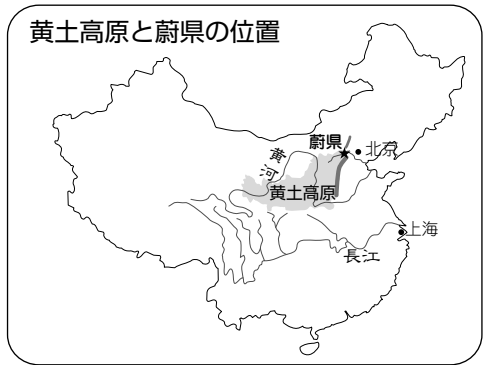 黄土高原と蔚県の位置
蔚県
北京
黄河
黄土高原
上海
長江